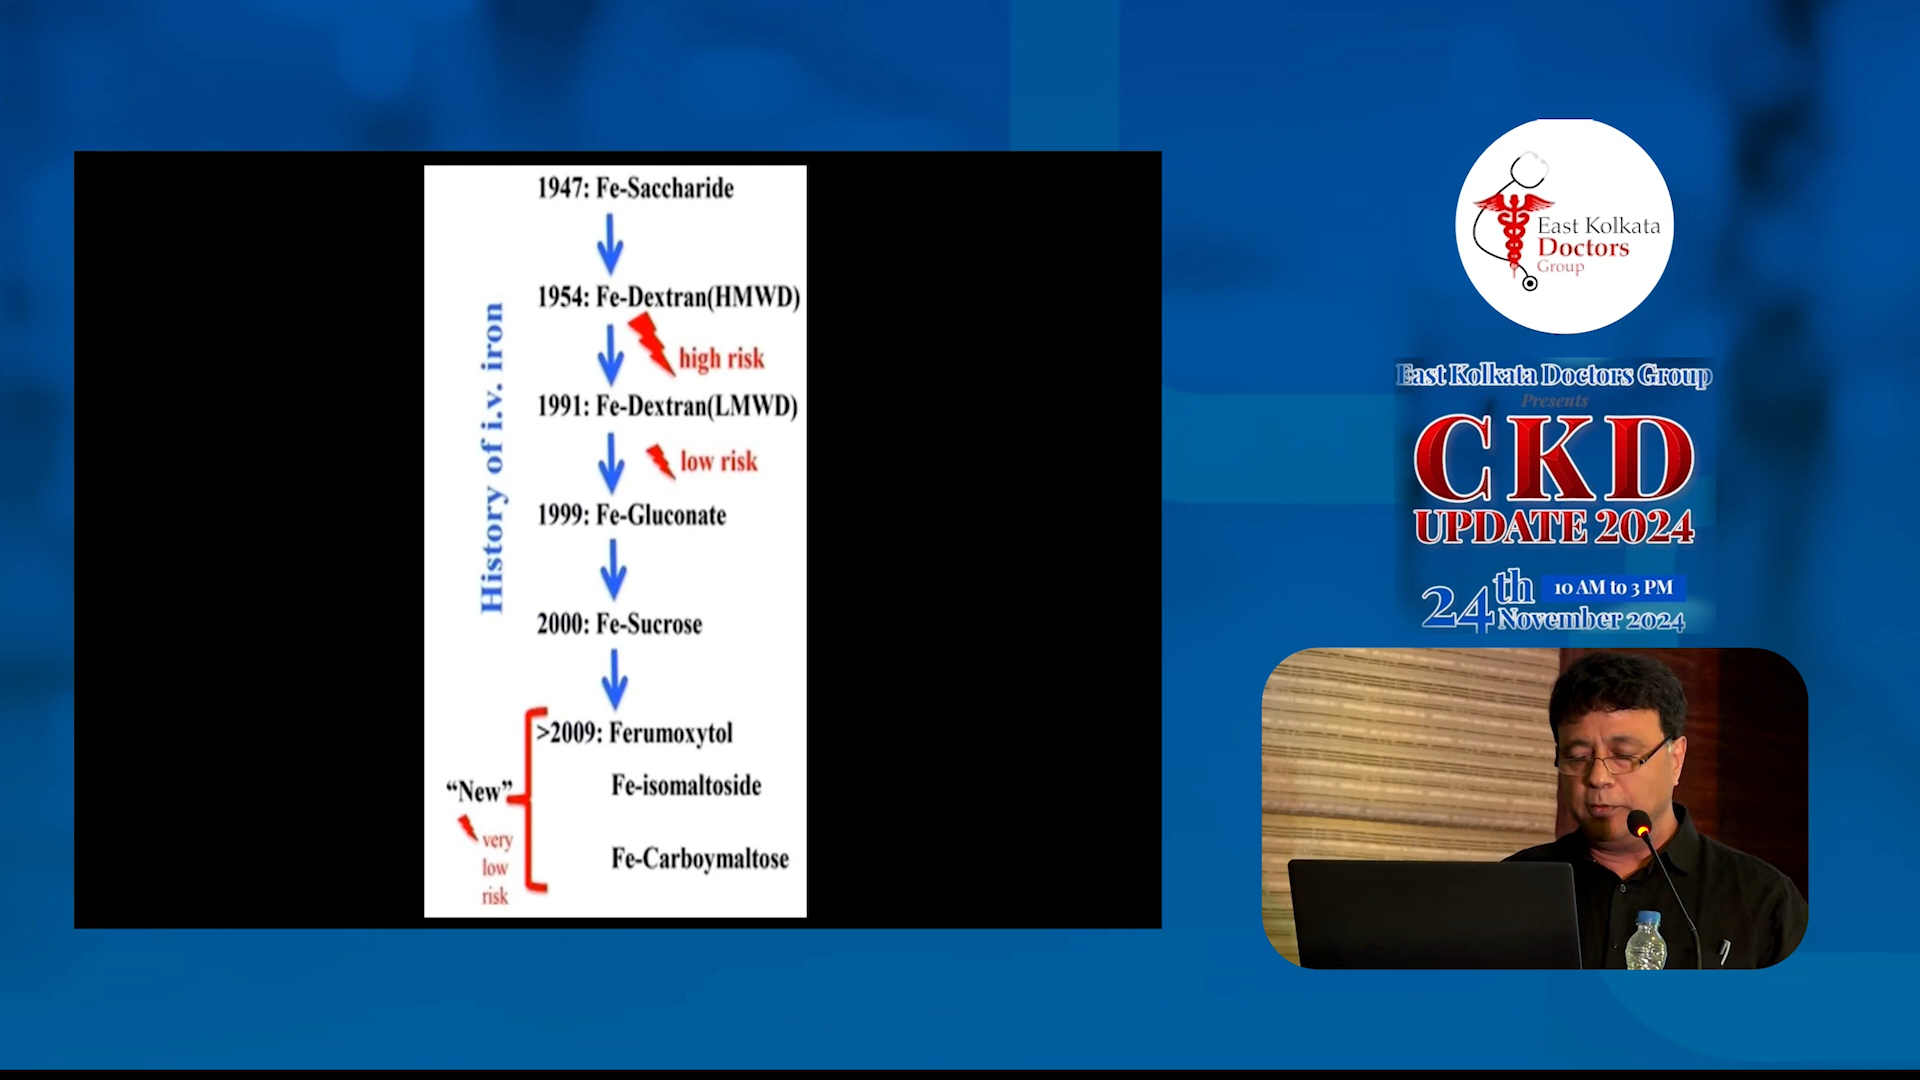 1947: Fe-Saccharide
1954: Fe-Dextran(HMWD)
high risk
1991: Fe-Dextran(LMWD)
low risk
1999: Fe-Gluconate
2000: Fe-Sucrose
>2009: Ferumoxytol
Fe-isomaltoside
Fe-Carboymaltose
History of i.v. iron
“New”
very
low
risk
East Kolkata
Doctors
Group
East Kolkata Doctors Group
Presents
CKD
UPDATE 2024
24th
10 AM to 3 PM
November 2024